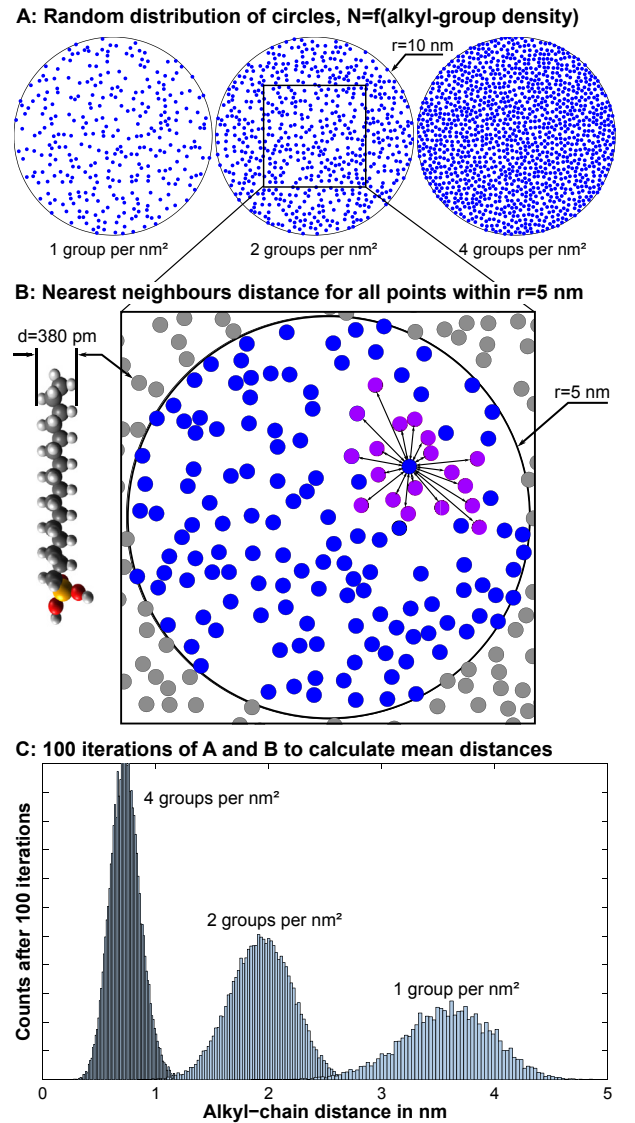 A: Random distribution of circles, N=f(alkyl-group density)
r=10 nm
1 group per nm²
2 groups per nm²
4 groups per nm²
B: Nearest neighbours distance for all points within r=5 nm
d=380 pm
r=5 nm
C: 100 iterations of A and B to calculate mean distances
4 groups per nm²
2 groups per nm²
1 group per nm²
Counts after 100 iterations
0 1 2 3 4 5
Alkyl−chain distance in nm